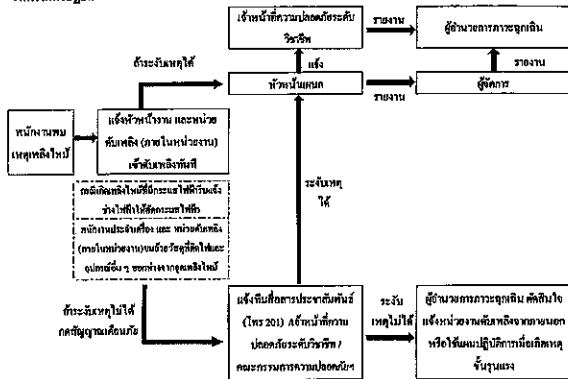 เจ้าหน้าที่ความปลอดภัยระดับ
วิชาชีพ
รายงาน
ผู้อำนวยการภาวะฉุกเฉิน
ถ้าระงับเหตุได้
แจ้ง
รายงาน
หัวหน้าแผนก
รายงาน
ผู้จัดการ
พนักงานพบ
เหตุเพลิงไหม้
แจ้งหัวหน้างาน และหน่วย
ดับเพลิง (ภายในหน่วยงาน)
เข้าดับเพลิงทันที
กรณีเกิดเพลิงไหม้ที่มีกระแสไฟฟ้ารีบแจ้ง
ช่างไฟฟ้าให้ตัดกระแสไฟฟ้า
พนักงานประจำเครื่อง และ หน่วยดับเพลิง
(ภายในหน่วยงาน)ขนย้ายวัสดุที่ติดไฟและ
อุปกรณ์อื่น ๆ ออกห่างจากจุดเพลิงไหม้
ระงับเหตุ
ได้
ถ้าระงับเหตุไม่ได้
กดสัญญาณเตือนภัย
แจ้งทีมสื่อสารประชาสัมพันธ์
(โทร 201) /เจ้าหน้าที่ความ
ปลอดภัยระดับวิชาชีพ /
คณะกรรมการความปลอดภัยฯ
ระงับ
เหตุไม่ได้
ผู้อำนวยการภาวะฉุกเฉิน ตัดสินใจ
แจ้งหน่วยงานดับเพลิงจากภายนอก
หรือใช้แผนปฏิบัติการเมื่อเกิดเหตุ
ขั้นรุนแรง